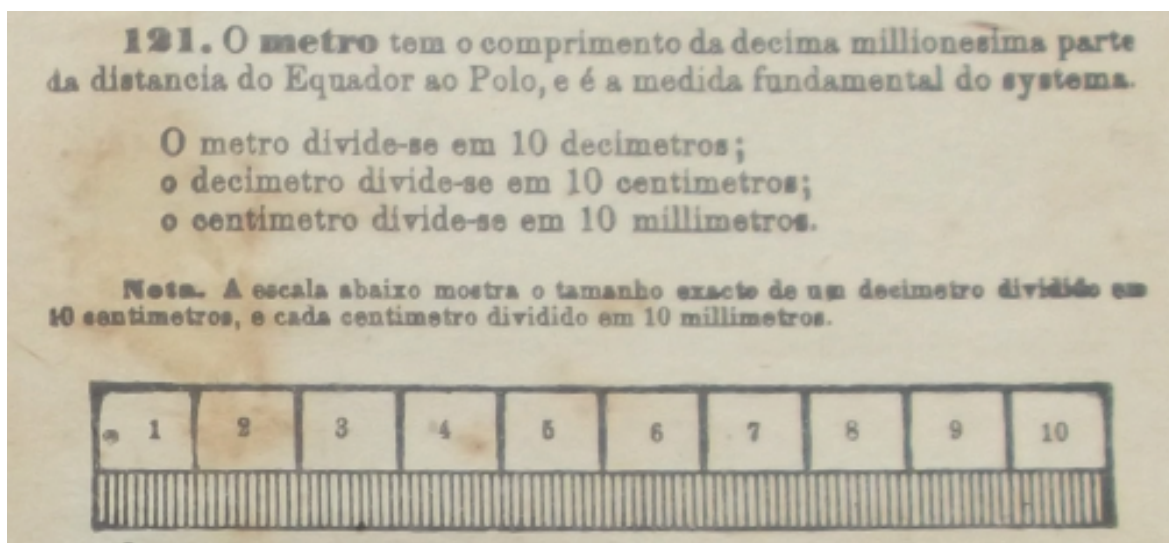 121. O metro tem o comprimento da decima millionesima parte
da distancia do Equador ao Polo, e é a medida fundamental do systema.
O metro divide-se em 10 decimetros;
o decimetro divide-se em 10 centimetros;
o centimetro divide-se em 10 millimetros.
Nota. A escala abaixo mostra o tamanho exacto de um decimetro dividido em
10 centimetros, e cada centimetro dividido em 10 millimetros.
1 2 3 4 5 6 7 8 9 10